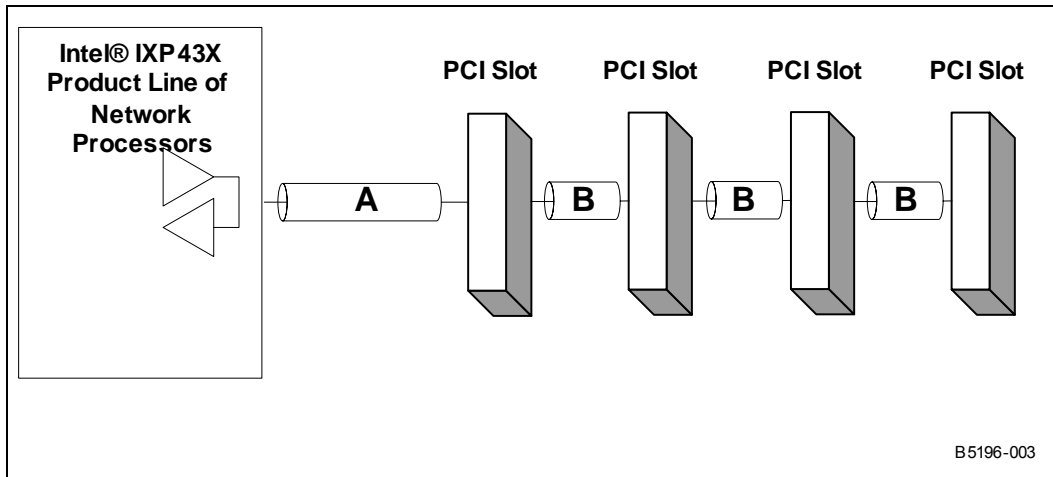 Intel® IXP43X
Product Line of
Network
Processors
PCI Slot
PCI Slot
PCI Slot
PCI Slot
A
B
B
B
B5196-003